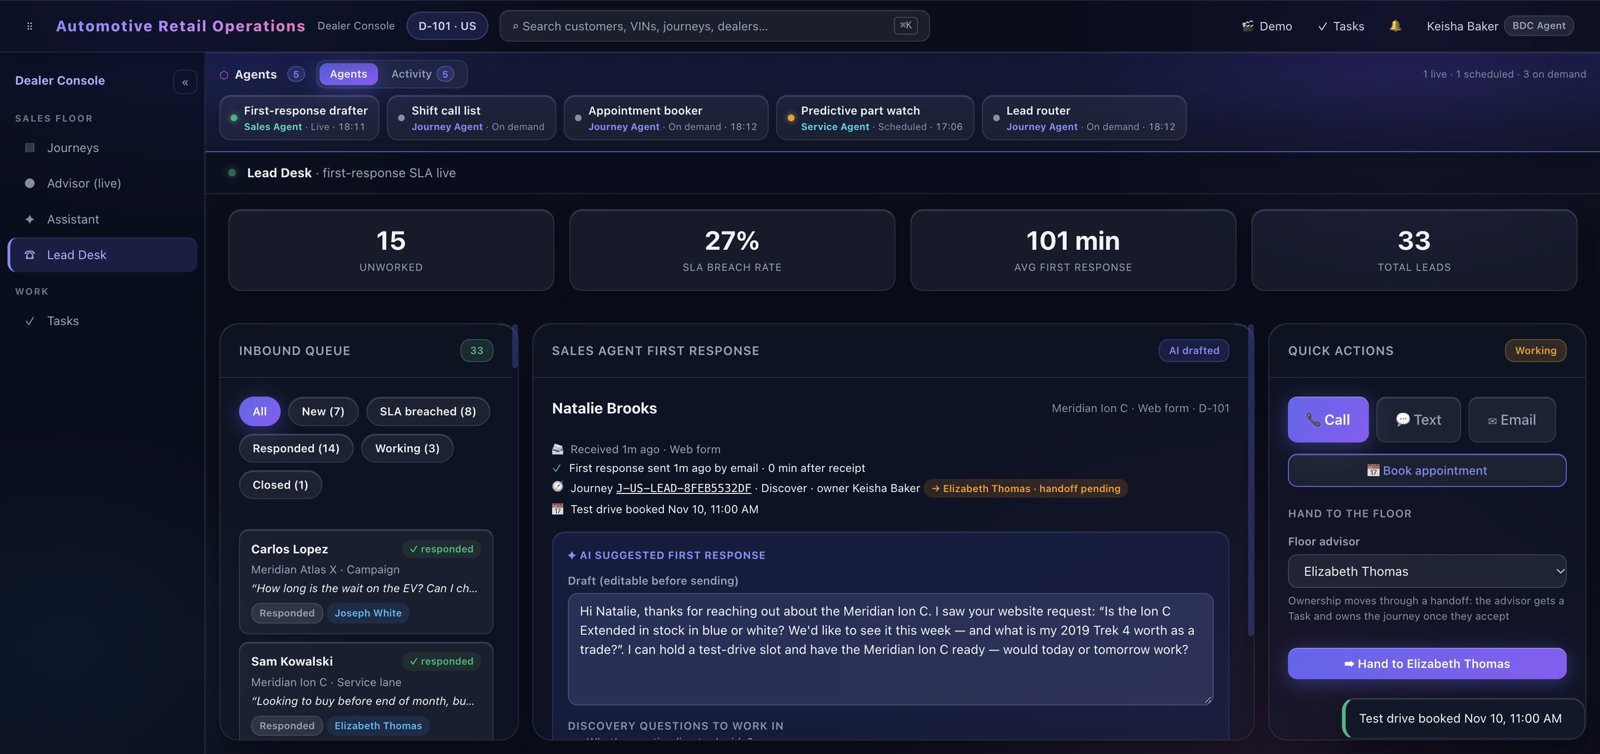 Automotive Retail Operations Dealer Console D-101 · US Search customers, VINs, journeys, dealers... ⌘K Demo ✓ Tasks Keisha Baker BDC Agent
Dealer Console «
SALES FLOOR
Journeys
Advisor (live)
Assistant
Lead Desk
WORK
✓ Tasks
Agents 5 Agents Activity 5 1 live · 1 scheduled · 3 on demand
First-response drafter
Sales Agent · Live · 18:11
Shift call list
Journey Agent · On demand
Appointment booker
Journey Agent · On demand · 18:12
Predictive part watch
Service Agent · Scheduled · 17:06
Lead router
Journey Agent · On demand · 18:12
Lead Desk · first-response SLA live
15
UNWORKED
27%
SLA BREACH RATE
101 min
AVG FIRST RESPONSE
33
TOTAL LEADS
INBOUND QUEUE 33
All New (7) SLA breached (8)
Responded (14) Working (3)
Closed (1)
Carlos Lopez ✓ responded
Meridian Atlas X · Campaign
“How long is the wait on the EV? Can I ch...
Responded Joseph White
Sam Kowalski ✓ responded
Meridian Ion C · Service lane
“Looking to buy before end of month, bu...
Responded Elizabeth Thomas
SALES AGENT FIRST RESPONSE AI drafted
Natalie Brooks Meridian Ion C · Web form · D-101
Received 1m ago · Web form
✓ First response sent 1m ago by email · 0 min after receipt
Journey J-US-LEAD-8FEB5532DF · Discover · owner Keisha Baker → Elizabeth Thomas · handoff pending
Test drive booked Nov 10, 11:00 AM
✦ AI SUGGESTED FIRST RESPONSE
Draft (editable before sending)
Hi Natalie, thanks for reaching out about the Meridian Ion C. I saw your website request: “Is the Ion C
Extended in stock in blue or white? We'd like to see it this week — and what is my 2019 Trek 4 worth as a
trade?”. I can hold a test-drive slot and have the Meridian Ion C ready — would today or tomorrow work?
DISCOVERY QUESTIONS TO WORK IN
QUICK ACTIONS Working
Call Text Email
Book appointment
HAND TO THE FLOOR
Floor advisor
Elizabeth Thomas
Ownership moves through a handoff: the advisor gets a
Task and owns the journey once they accept
➡ Hand to Elizabeth Thomas
Test drive booked Nov 10, 11:00 AM